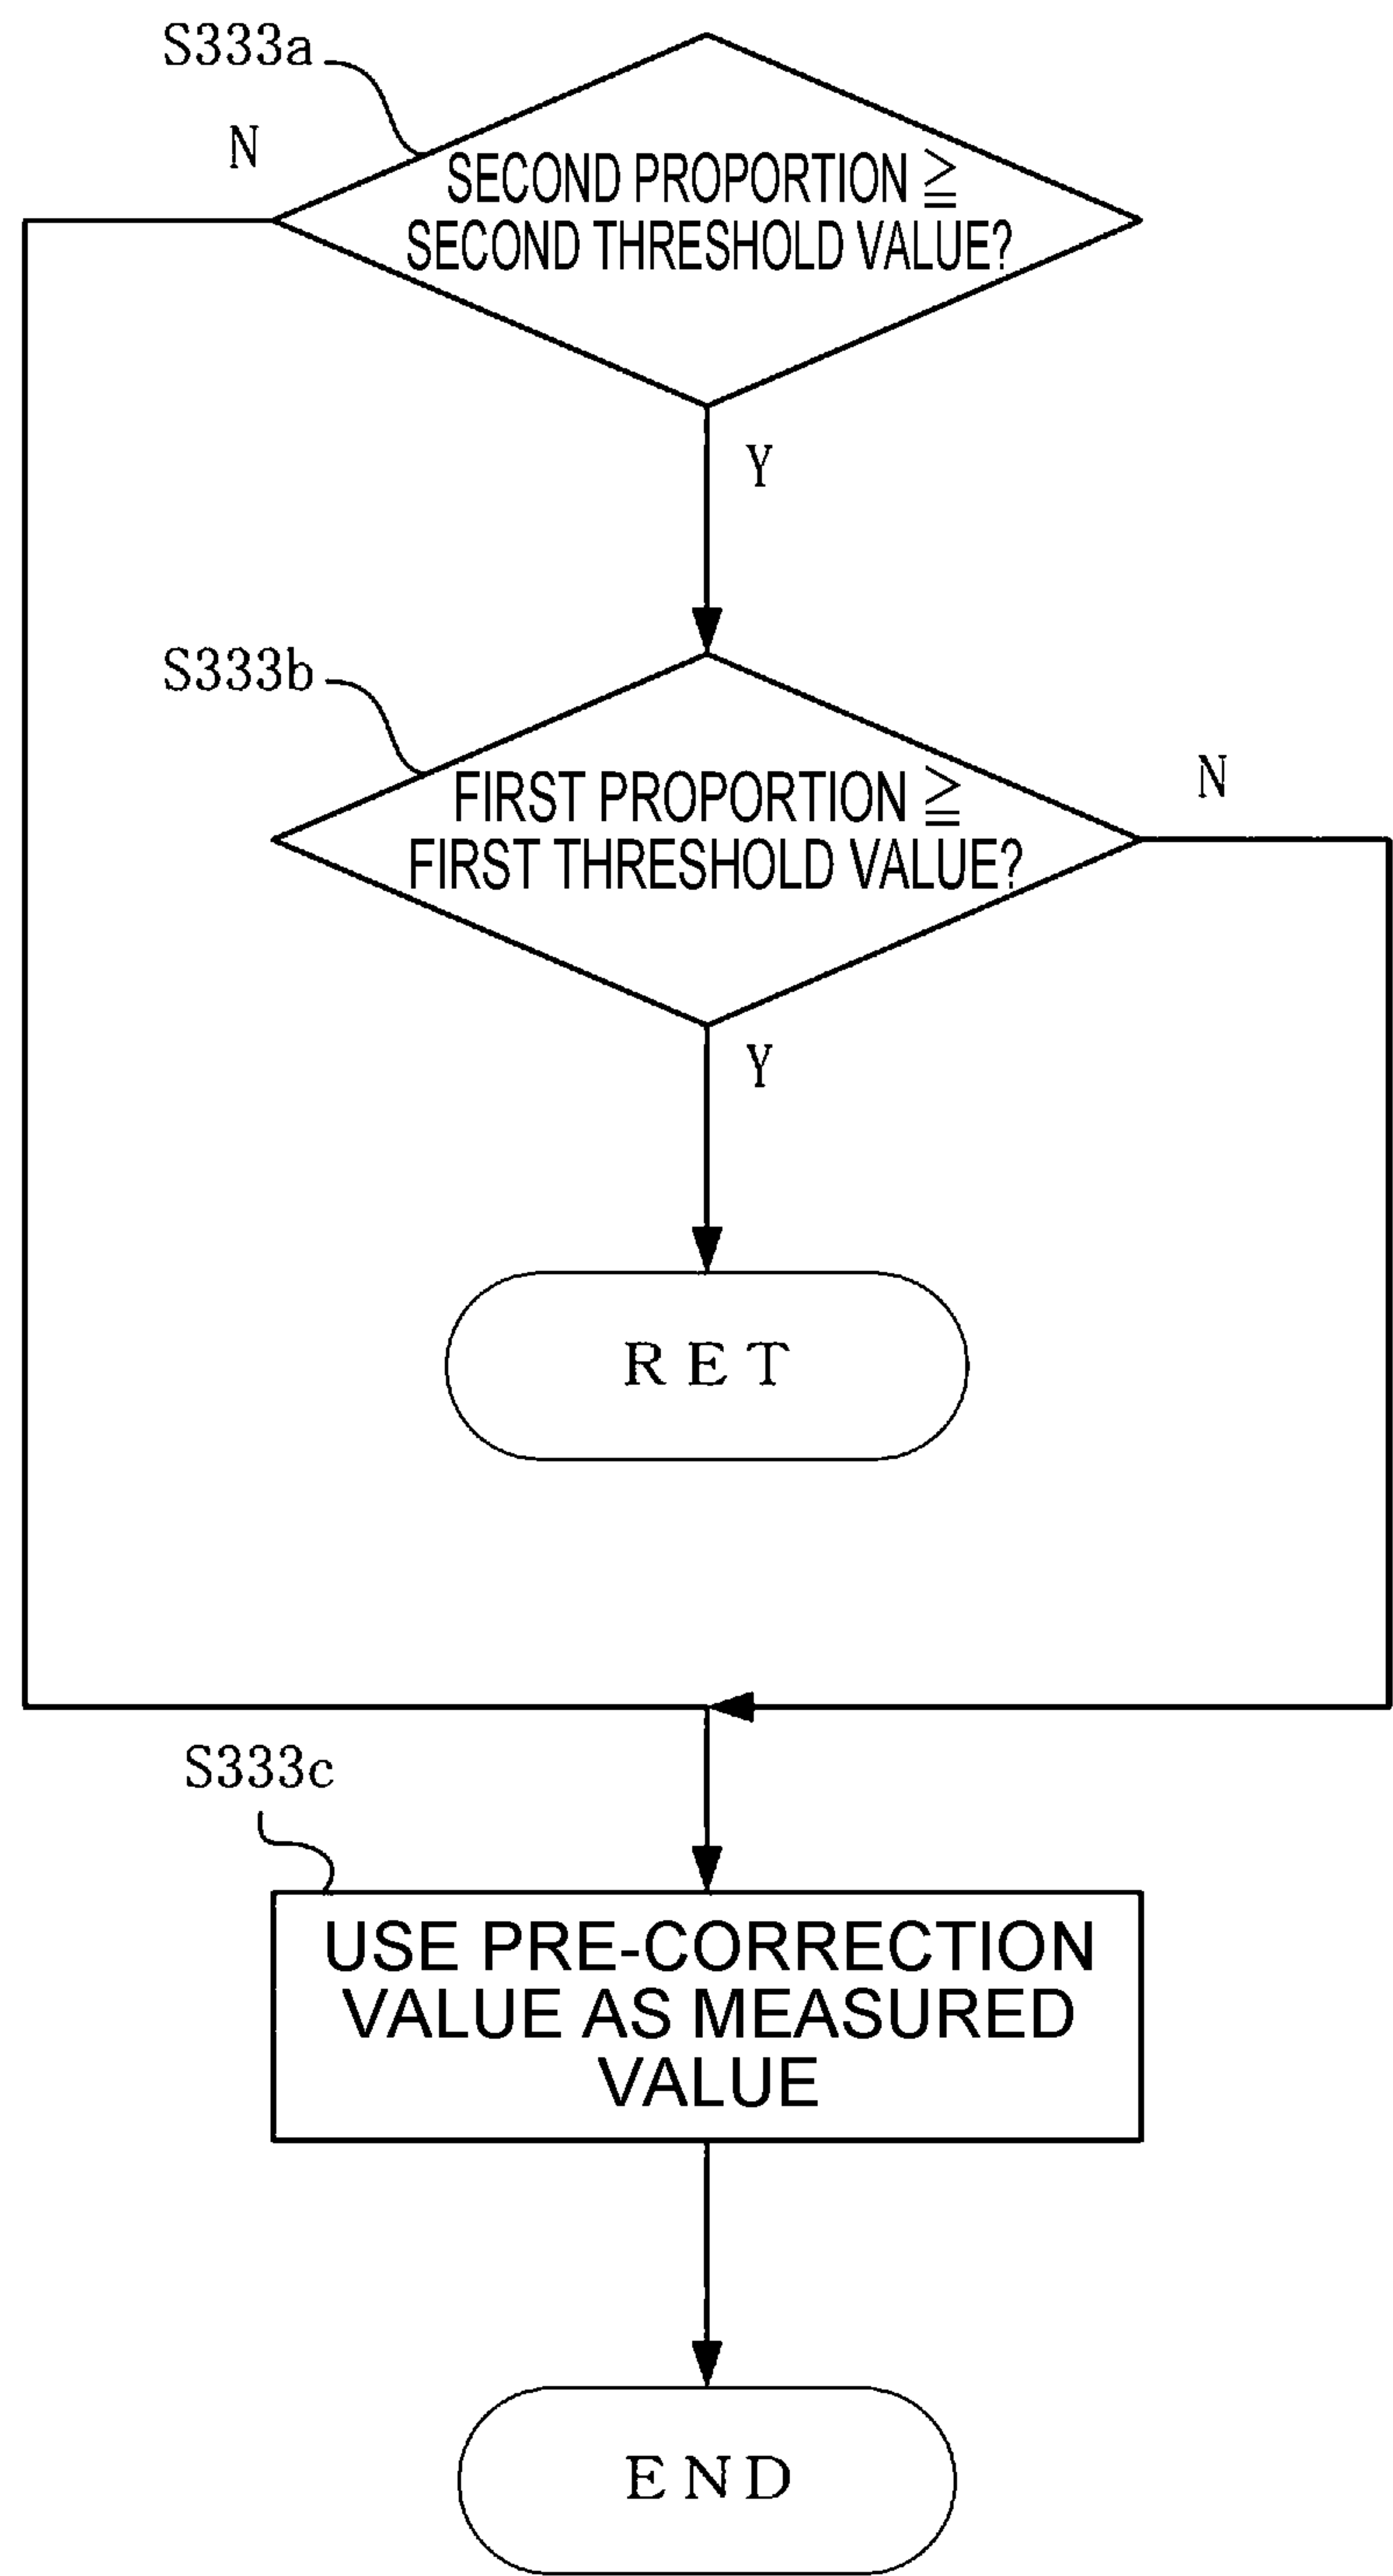 S333a
N
SECOND PROPORTION ≧
SECOND THRESHOLD VALUE?
Y
S333b
FIRST PROPORTION ≧
FIRST THRESHOLD VALUE?
N
Y
RET
S333c
USE PRE-CORRECTION
VALUE AS MEASURED
VALUE
END